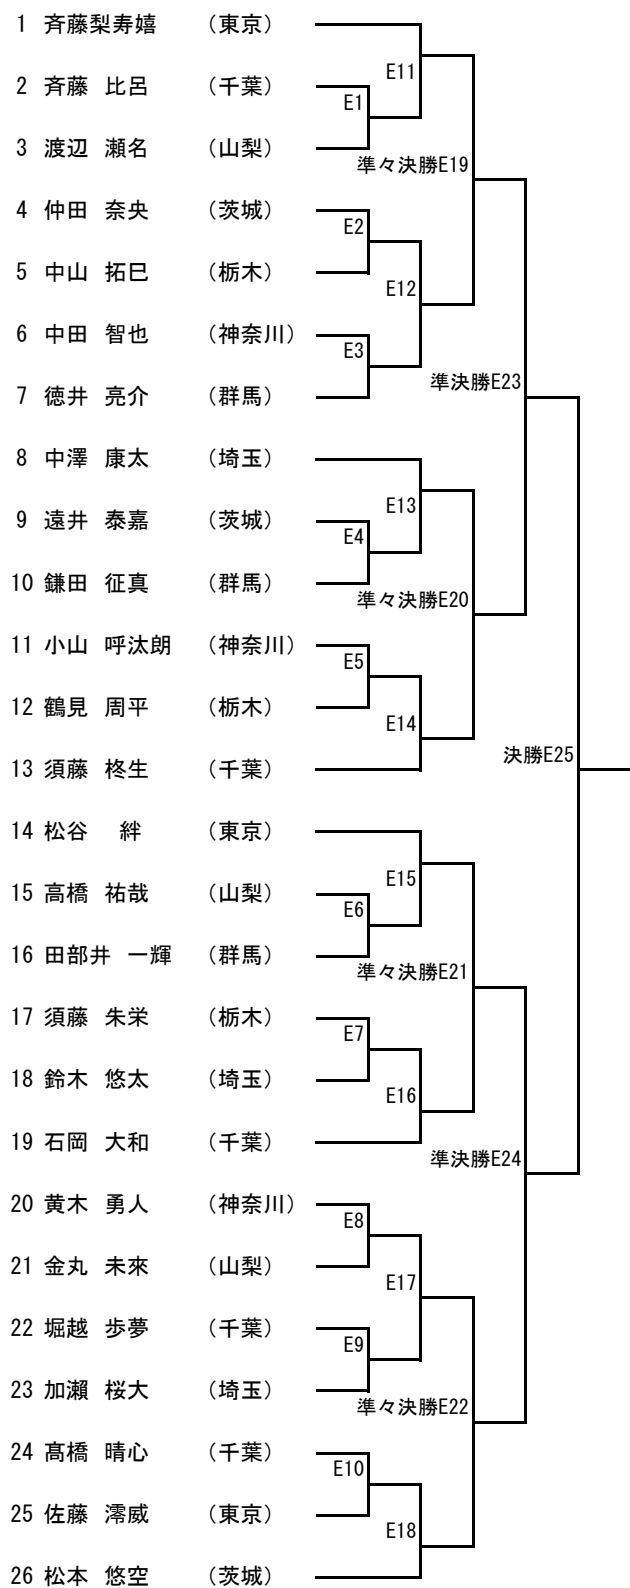 1 斉藤梨寿嬉 （東京）
E11
2 斉藤 比呂 （千葉）
E1
3 渡辺 瀬名 （山梨）
準々決勝E19
4 仲田 奈央 （茨城）
E2
5 中山 拓巳 （栃木）
E12
6 中田 智也 （神奈川）
E3
準決勝E23
7 徳井 亮介 （群馬）
8 中澤 康太 （埼玉）
E13
9 遠井 泰嘉 （茨城）
E4
10 鎌田 征真 （群馬）
準々決勝E20
11 小山 呼汰朗 （神奈川）
E5
12 鶴見 周平 （栃木）
E14
決勝E25
13 須藤 柊生 （千葉）
14 松谷 絆 （東京）
E15
15 高橋 祐哉 （山梨）
E6
16 田部井 一輝 （群馬）
準々決勝E21
17 須藤 朱栄 （栃木）
E7
18 鈴木 悠太 （埼玉）
E16
19 石岡 大和 （千葉）
準決勝E24
20 黄木 勇人 （神奈川）
E8
21 金丸 未來 （山梨）
E17
22 堀越 歩夢 （千葉）
E9
23 加瀨 桜大 （埼玉）
準々決勝E22
24 髙橋 晴心 （千葉）
E10
25 佐藤 澪威 （東京）
E18
26 松本 悠空 （茨城）